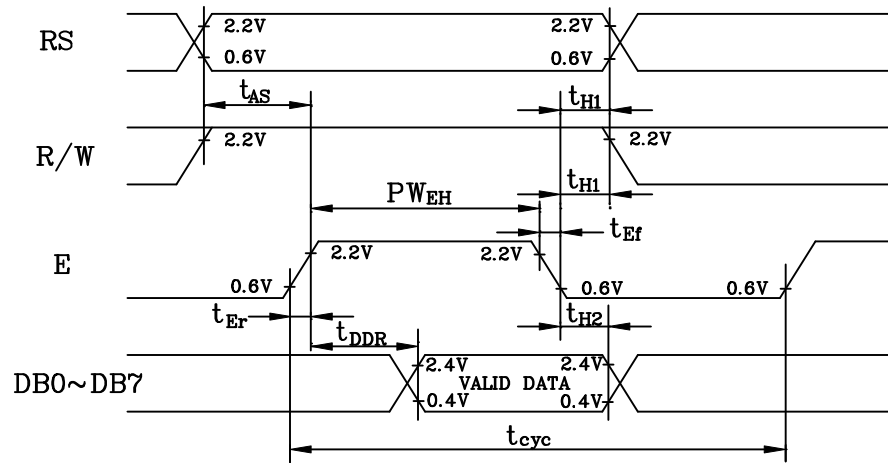 RS
2.2V 2.2V
0.6V 0.6V
tAS tH1
R/W 2.2V 2.2V
PWEH tH1
tEf
E 2.2V 2.2V
0.6V 0.6V 0.6V
tEr tH2
tDDR
DB0~DB7 2.4V VALID DATA 2.4V
0.4V 0.4V
tcyc